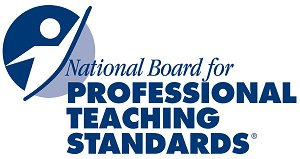 National Board for
PROFESSIONAL
TEACHING
STANDARDS®